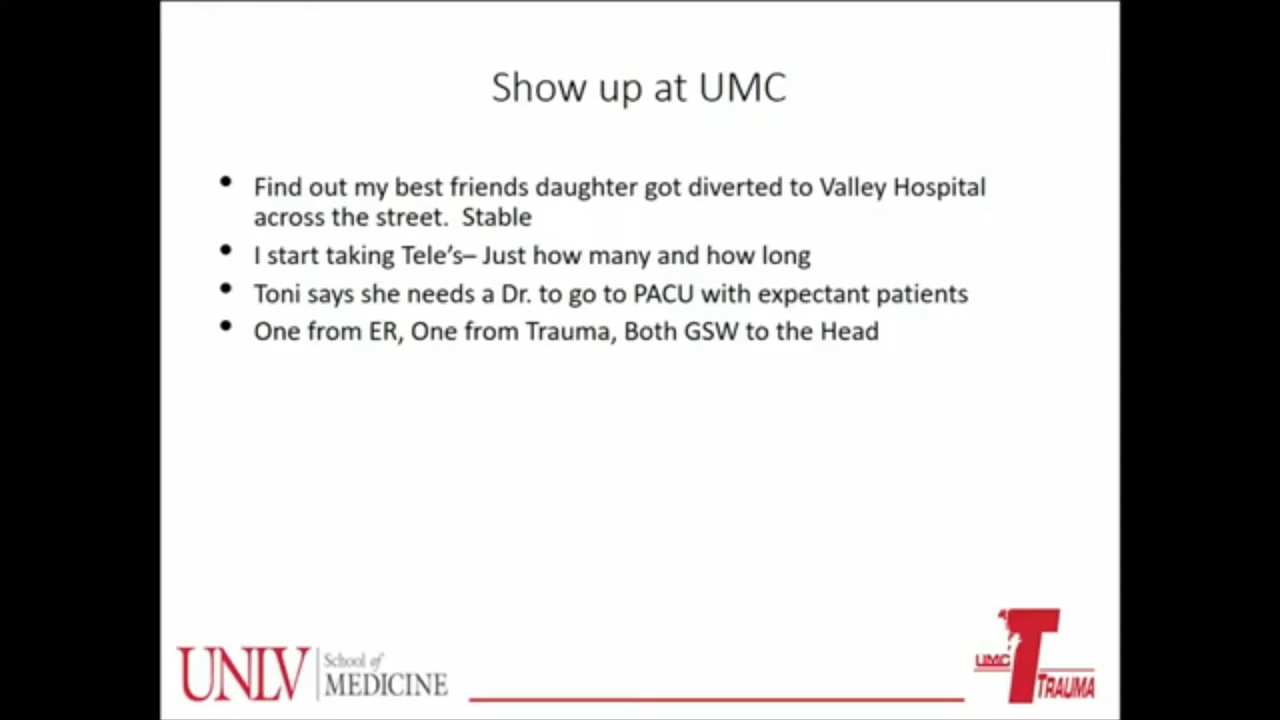 Show up at UMC
• Find out my best friends daughter got diverted to Valley Hospital
across the street.  Stable
• I start taking Tele’s– Just how many and how long
• Toni says she needs a Dr. to go to PACU with expectant patients
• One from ER, One from Trauma, Both GSW to the Head
UNLV School of
MEDICINE
UMC
T
TRAUMA